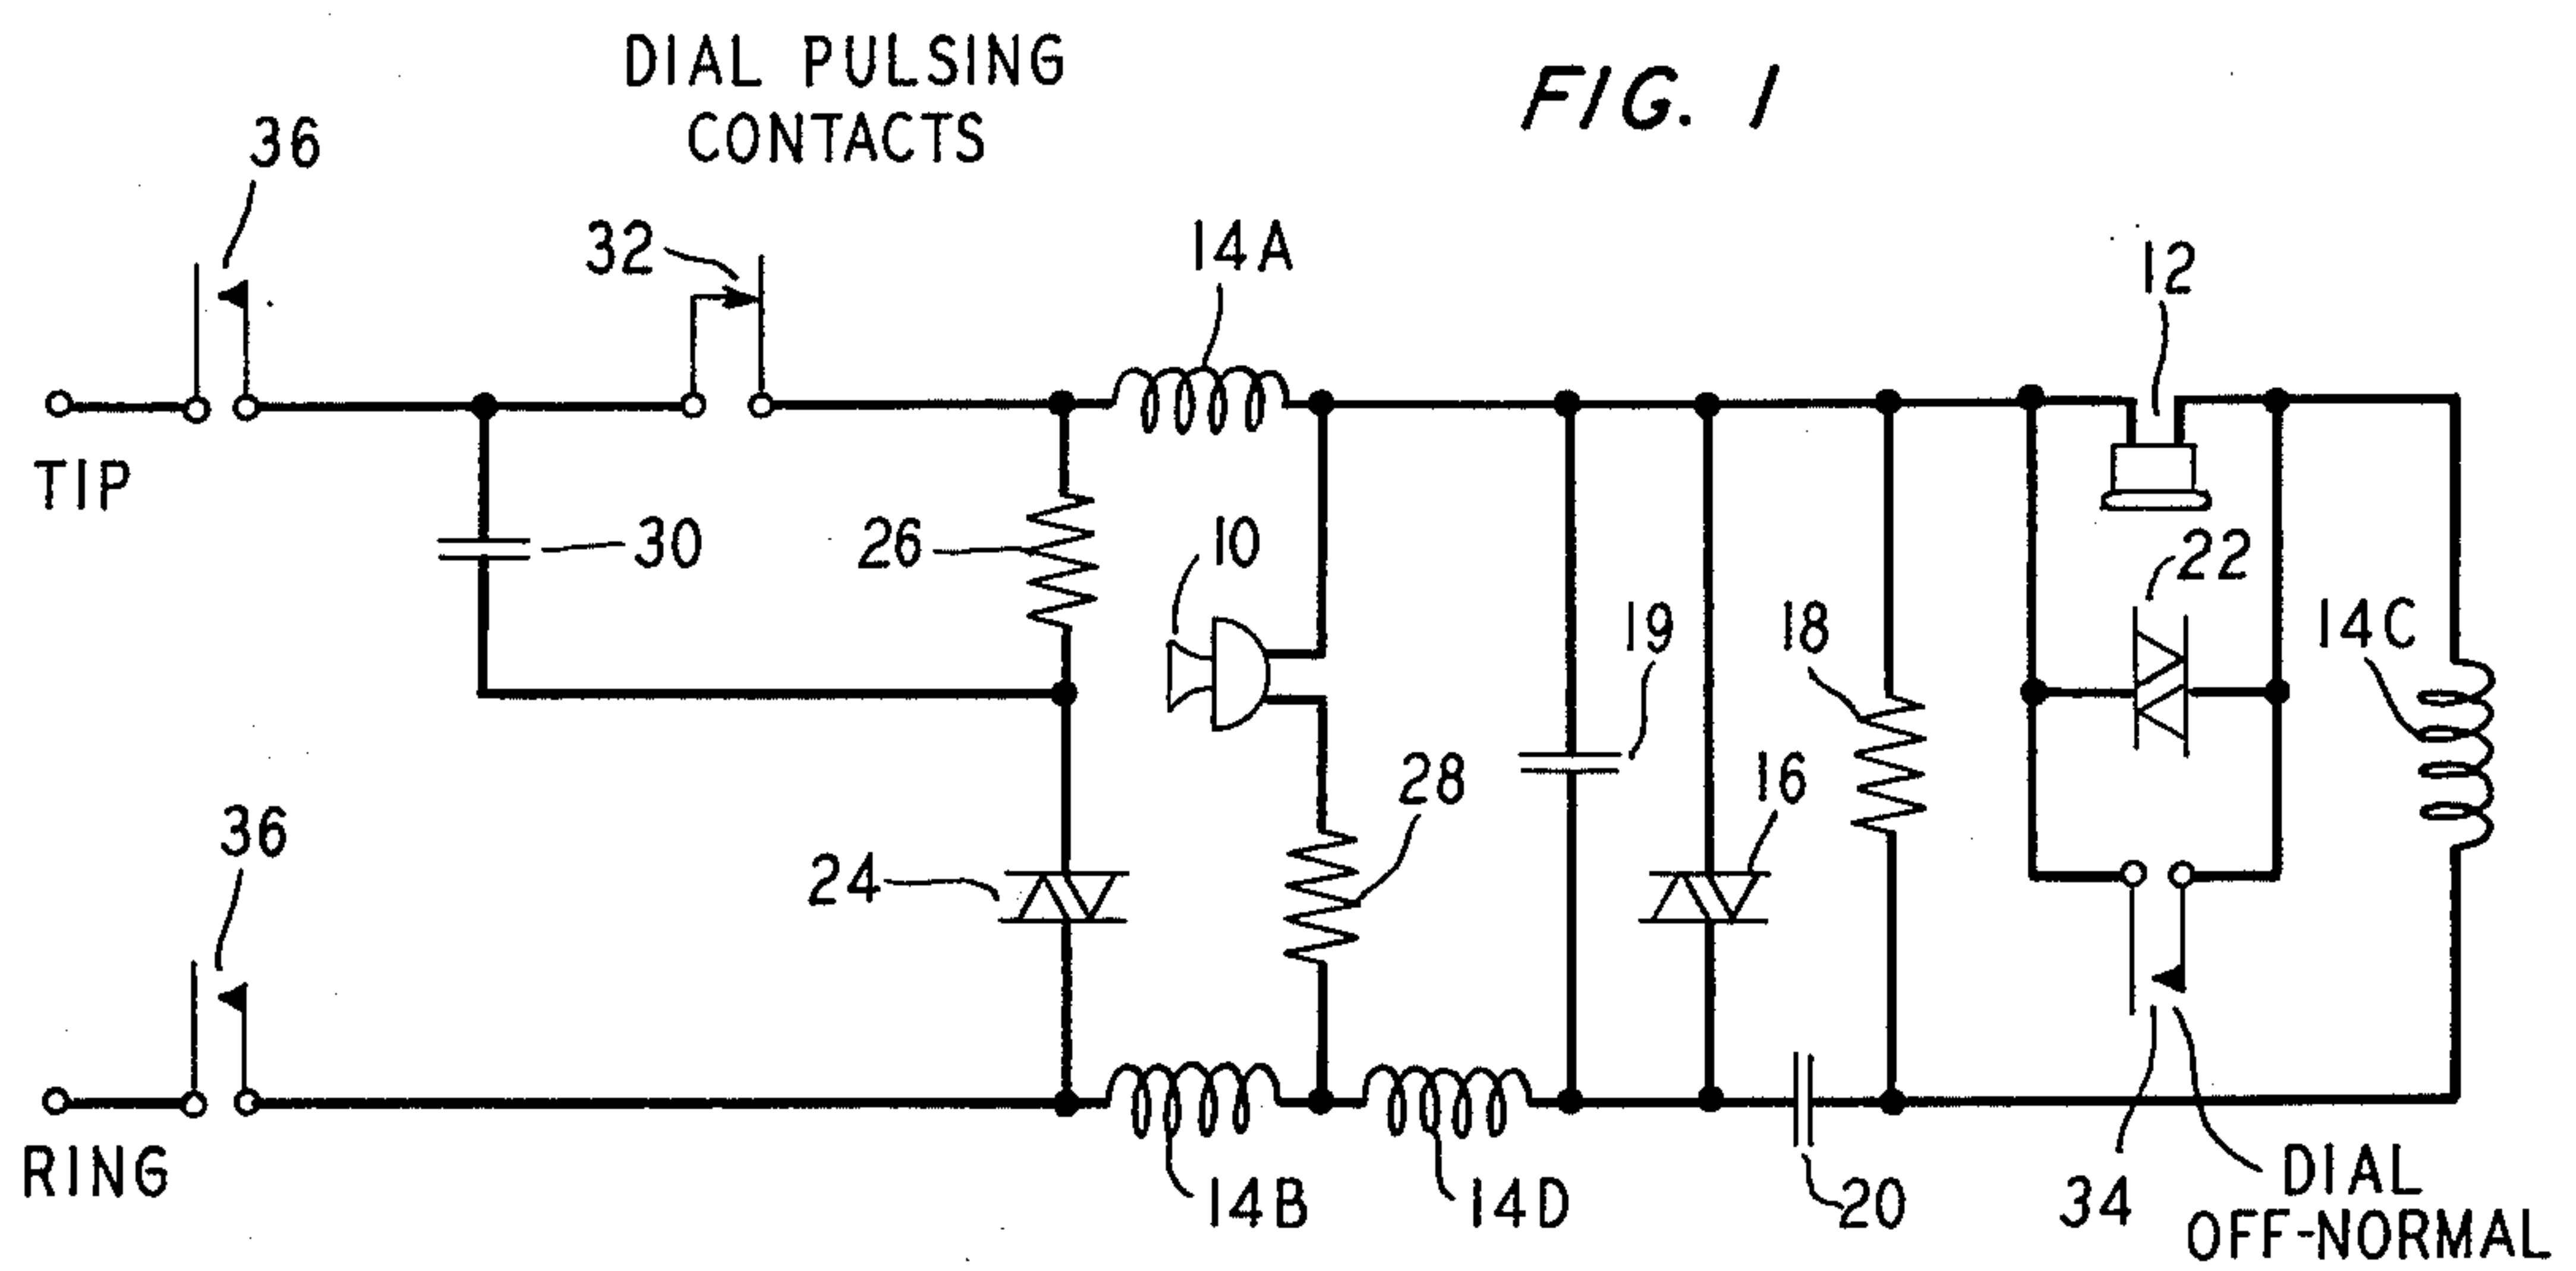 DIAL PULSING
CONTACTS
FIG. 1
36
32
14A
12
TIP
30
26
10
22
19
18
14C
36
24
28
16
RING
14B
14D
20
34
DIAL
OFF-NORMAL